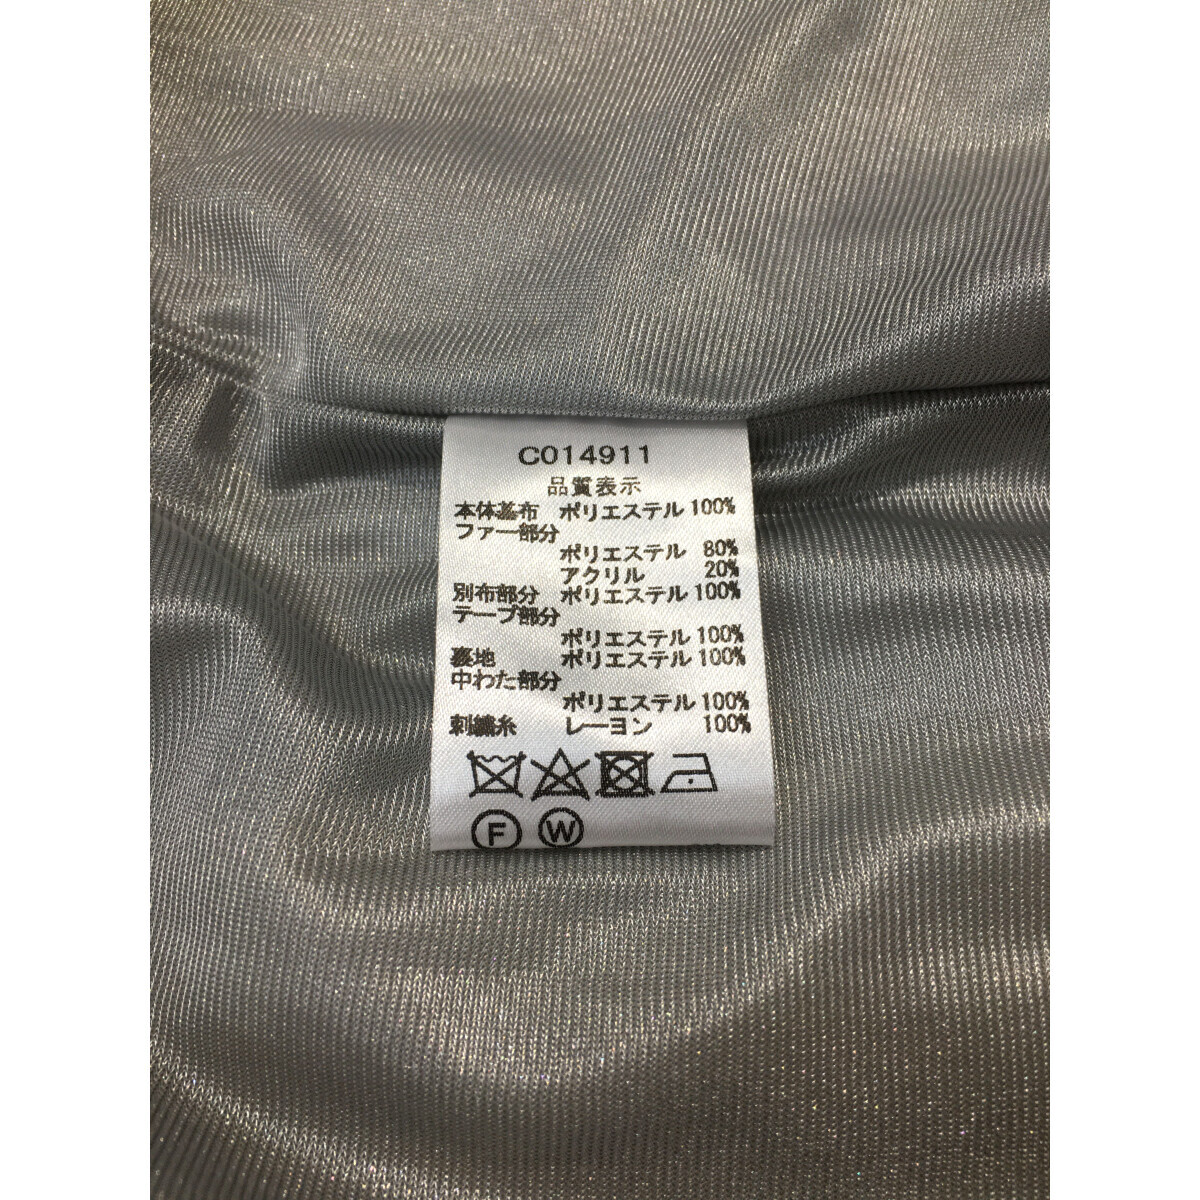 C014911
品質表示
本体基布 ポリエステル 100%
ファー部分
ポリエステル 80%
アクリル 20%
別布部分 ポリエステル 100%
テープ部分
ポリエステル 100%
裏地 ポリエステル 100%
中わた部分
ポリエステル 100%
刺繍糸 レーヨン 100%
F W